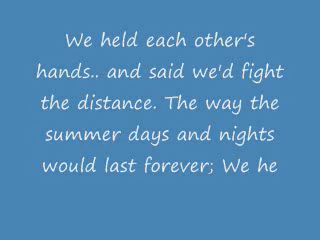 We held each other's
hands.. and said we'd fight
the distance. The way the
summer days and nights
would last forever; We he